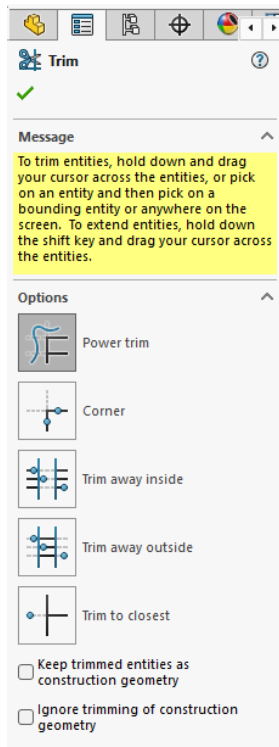 Trim
Message
To trim entities, hold down and drag
your cursor across the entities, or pick
on an entity and then pick on a
bounding entity or anywhere on the
screen. To extend entities, hold down
the shift key and drag your cursor across
the entities.
Options
Power trim
Corner
Trim away inside
Trim away outside
Trim to closest
Keep trimmed entities as
construction geometry
Ignore trimming of construction
geometry